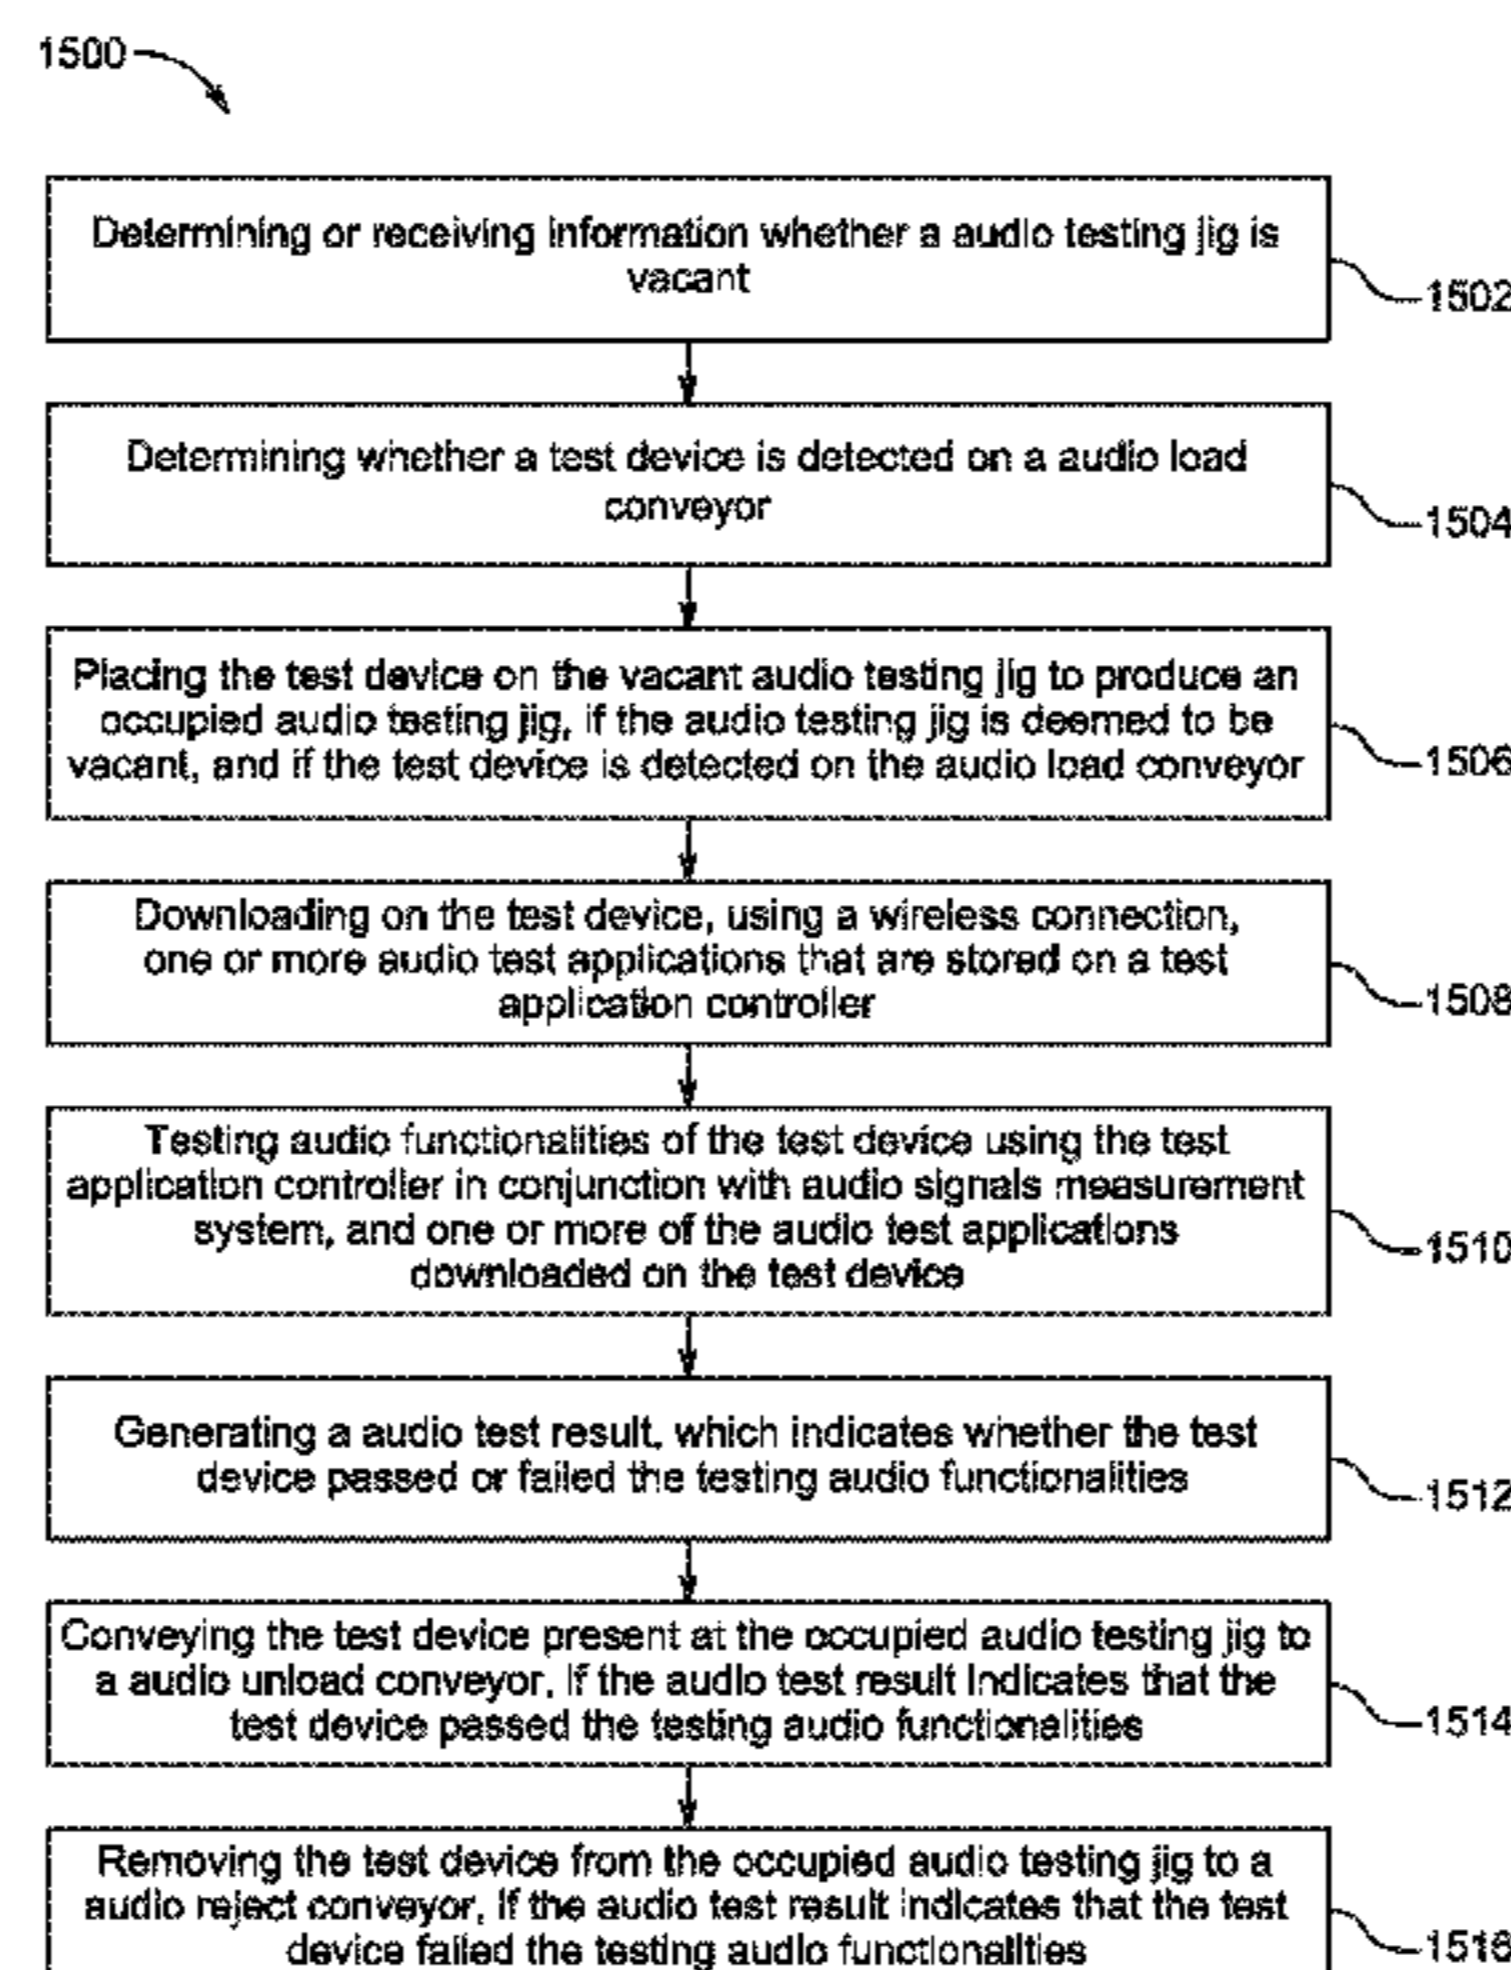 1500
Determining or receiving information whether a audio testing jig is
vacant
1502
Determining whether a test device is detected on a audio load
conveyor
1504
Placing the test device on the vacant audio testing jig to produce an
occupied audio testing jig, if the audio testing jig is deemed to be
vacant, and if the test device is detected on the audio load conveyor
1506
Downloading on the test device, using a wireless connection,
one or more audio test applications that are stored on a test
application controller
1508
Testing audio functionalities of the test device using the test
application controller in conjunction with audio signals measurement
system, and one or more of the audio test applications
downloaded on the test device
1510
Generating a audio test result, which indicates whether the test
device passed or failed the testing audio functionalities
1512
Conveying the test device present at the occupied audio testing jig to
a audio unload conveyor, if the audio test result indicates that the
test device passed the testing audio functionalities
1514
Removing the test device from the occupied audio testing jig to a
audio reject conveyor, if the audio test result indicates that the test
device failed the testing audio functionalities
1518